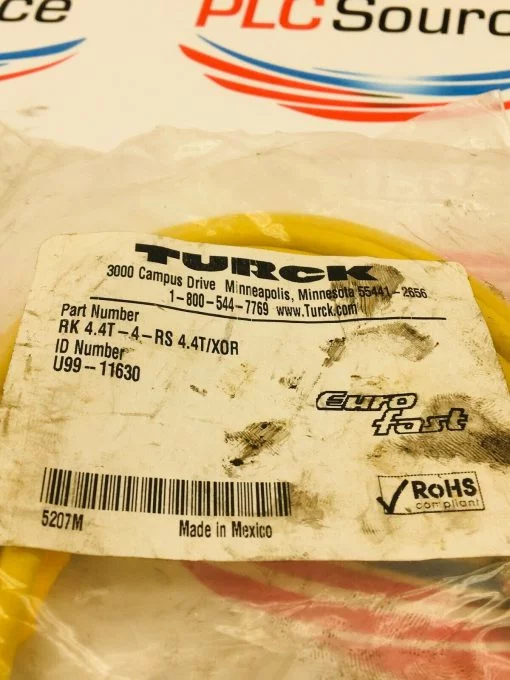 ce
PLC Sourc
TURCK
3000 Campus Drive Minneapolis, Minnesota 55441-2656
1-800-544-7769 www.Turck.com
Part Number
RK 4.4T-4-RS 4.4T/XOR
ID Number
U99-11630
Euro
fast
RoHS
compliant
5207M
Made in Mexico